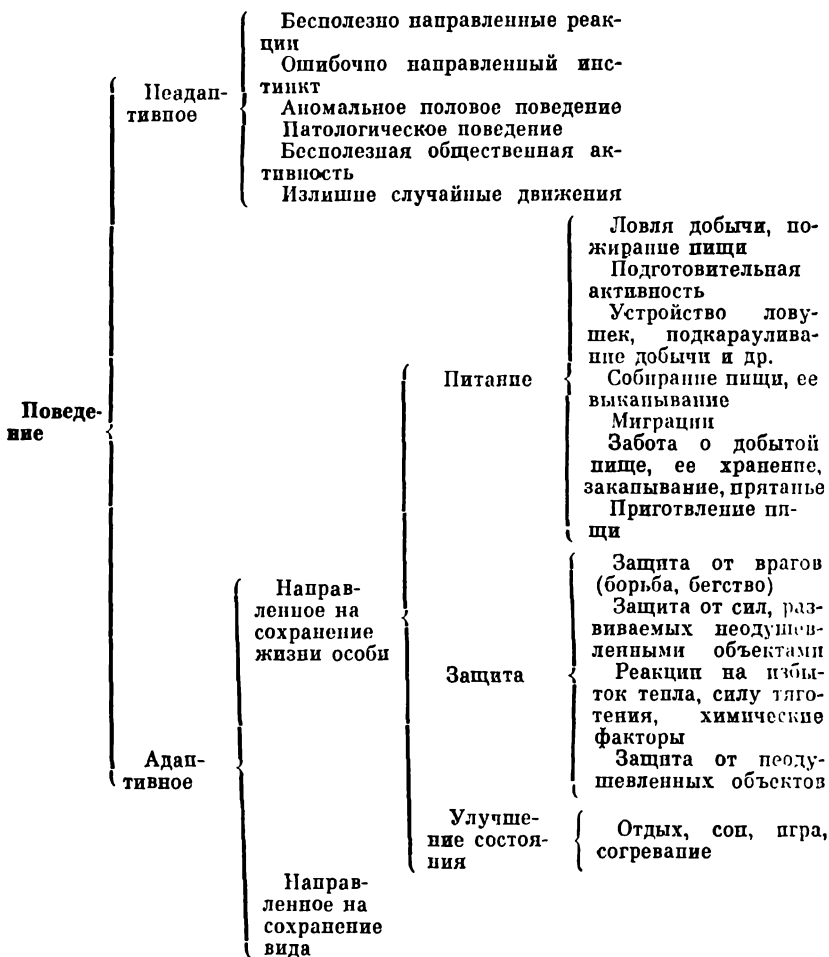 Бесполезно направленные реак-
ции
Ошибочно направленный инс-
тинкт
Аномальное половое поведение
Патологическое поведение
Бесполезная общественная ак-
тивность
Излишне случайные движения
Неадап-
тивное
Ловля добычи, по-
жирание пищи
Подготовительная
активность
Устройство лову-
шек, подкараулива-
ние добычи и др.
Собирание пищи, ее
выкапывание
Миграции
Забота о добытой
пище, ее хранение,
закапывание, прятанье
Приготвление пи-
щи
Питание
Поведе-
ние
Направ-
ленное на
сохранение
жизни особи
Защита от врагов
(борьба, бегство)
Защита от сил, раз-
виваемых неодушев-
ленными объектами
Реакции на избы-
ток тепла, силу тяго-
тения, химические
факторы
Защита от неоду-
шевленных объектов
Защита
Адап-
тивное
Улучше-
ние состоя-
ния
Отдых, сон, игра,
согревание
Направ-
ленное на
сохранение
вида